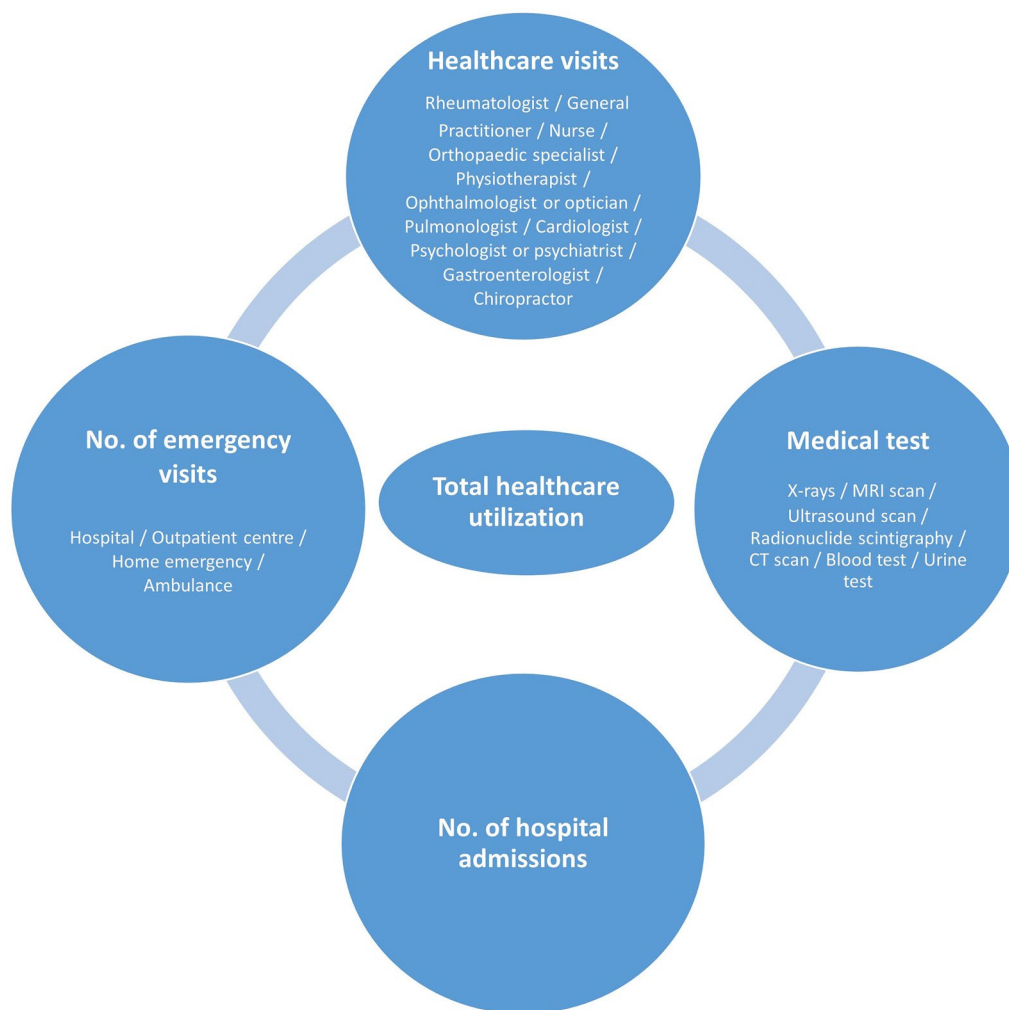 Healthcare visits
Rheumatologist / General
Practitioner / Nurse /
Orthopaedic specialist /
Physiotherapist /
Ophthalmologist or optician /
Pulmonologist / Cardiologist /
Psychologist or psychiatrist /
Gastroenterologist /
Chiropractor
No. of emergency
visits
Hospital / Outpatient centre /
Home emergency /
Ambulance
Total healthcare
utilization
Medical test
X-rays / MRI scan /
Ultrasound scan /
Radionuclide scintigraphy /
CT scan / Blood test / Urine
test
No. of hospital
admissions